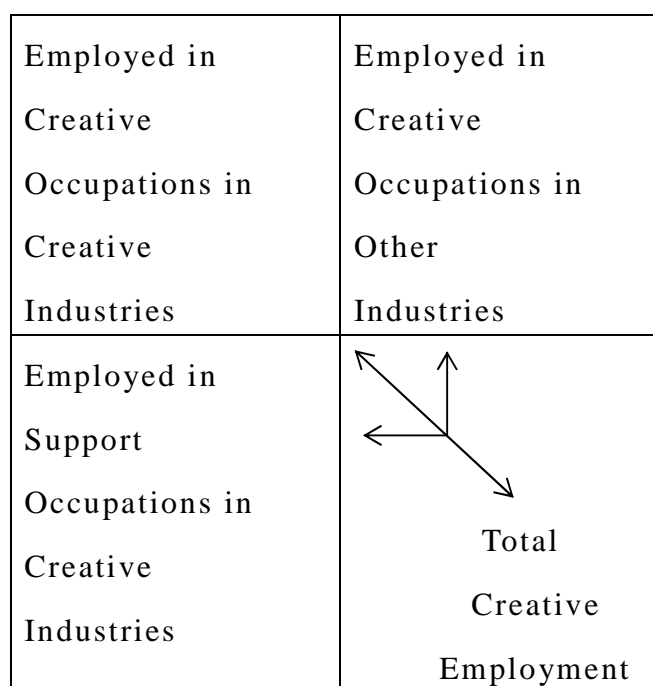 Employed in
Creative
Occupations in
Creative
Industries
Employed in
Creative
Occupations in
Other
Industries
Employed in
Support
Occupations in
Creative
Industries
Total
Creative
Employment